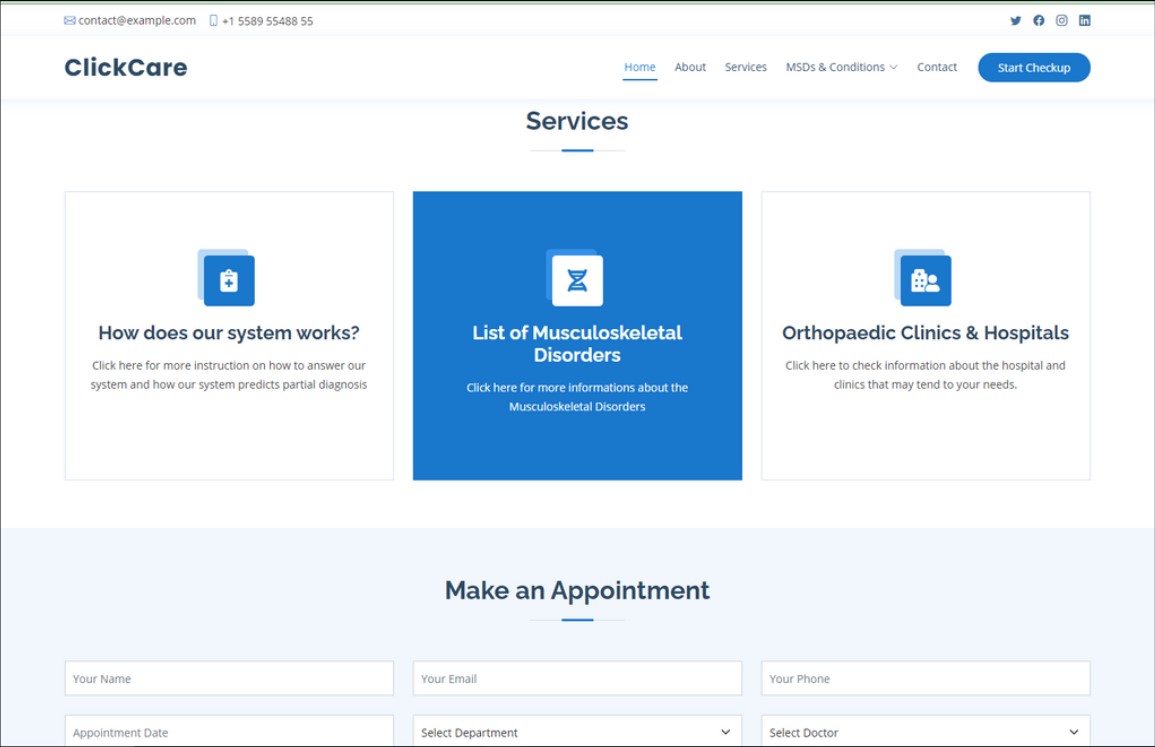 contact@example.com +1 5589 55488 55
ClickCare
Home About Services MSDs & Conditions Contact Start Checkup
Services
How does our system works?
Click here for more instruction on how to answer our
system and how our system predicts partial diagnosis
List of Musculoskeletal
Disorders
Click here for more informations about the
Musculoskeletal Disorders
Orthopaedic Clinics & Hospitals
Click here to check information about the hospital and
clinics that may tend to your needs.
Make an Appointment
Your Name Your Email Your Phone
Appointment Date Select Department Select Doctor